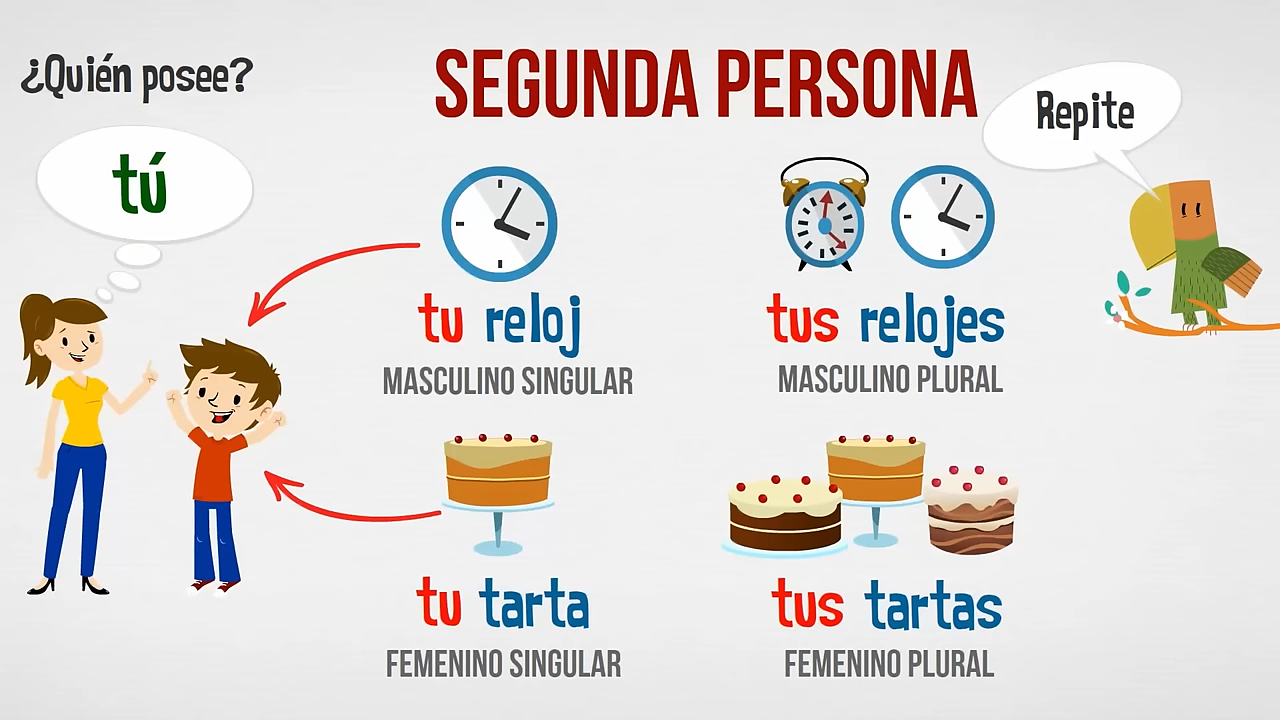 ¿Quién posee?
SEGUNDA PERSONA
Repite
tú
tu reloj
MASCULINO SINGULAR
tus relojes
MASCULINO PLURAL
tu tarta
FEMENINO SINGULAR
tus tartas
FEMENINO PLURAL